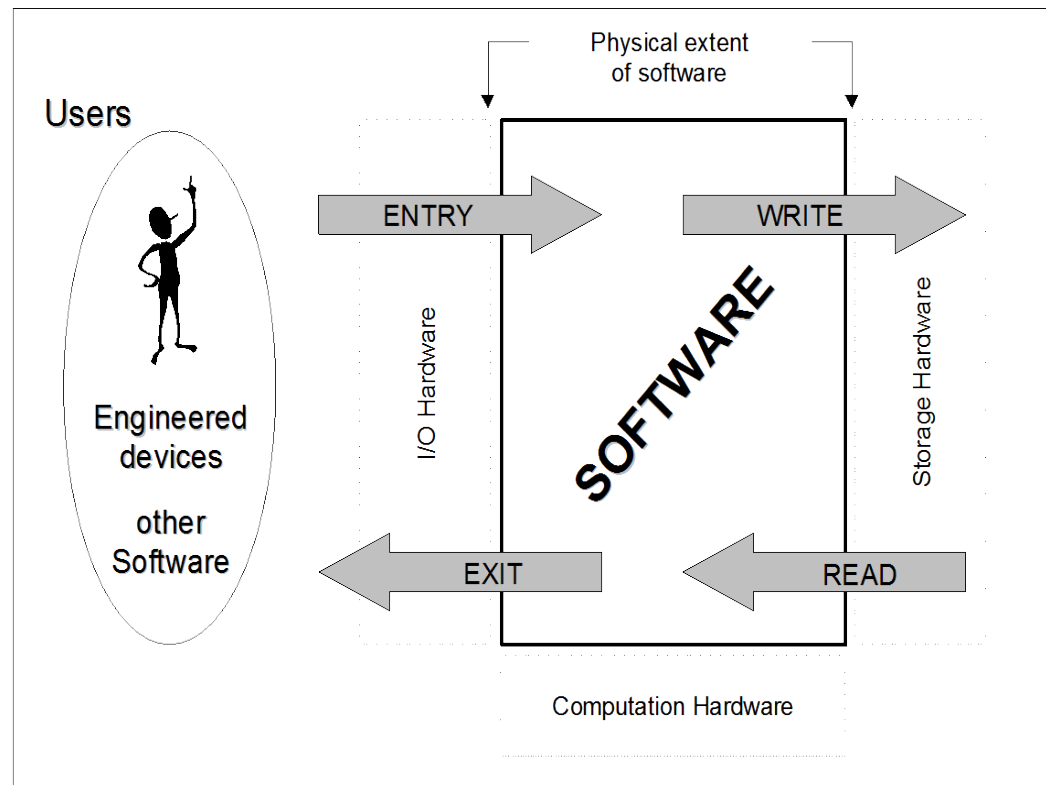 Physical extent
of software
Users
ENTRY
WRITE
SOFTWARE
I/O Hardware
Storage Hardware
Engineered
devices
other
Software
EXIT
READ
Computation Hardware